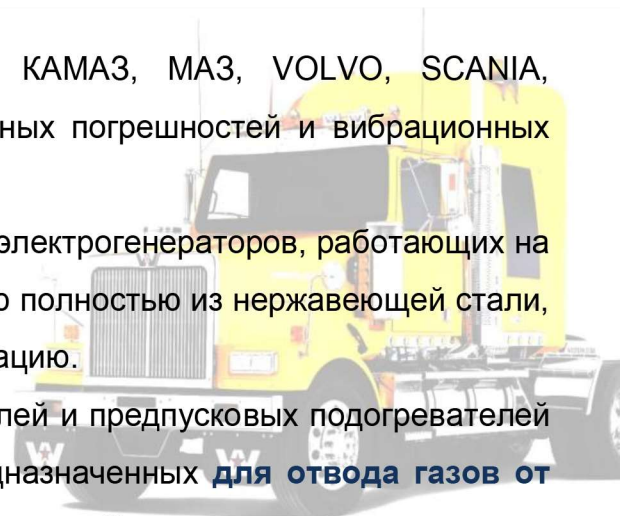 КАМАЗ, МАЗ, VOLVO, SCANIA,
ных погрешностей и вибрационных
электрогенераторов, работающих на
о полностью из нержавеющей стали,
ацию.
лей и предпусковых подогревателей
дназначенных для отвода газов от